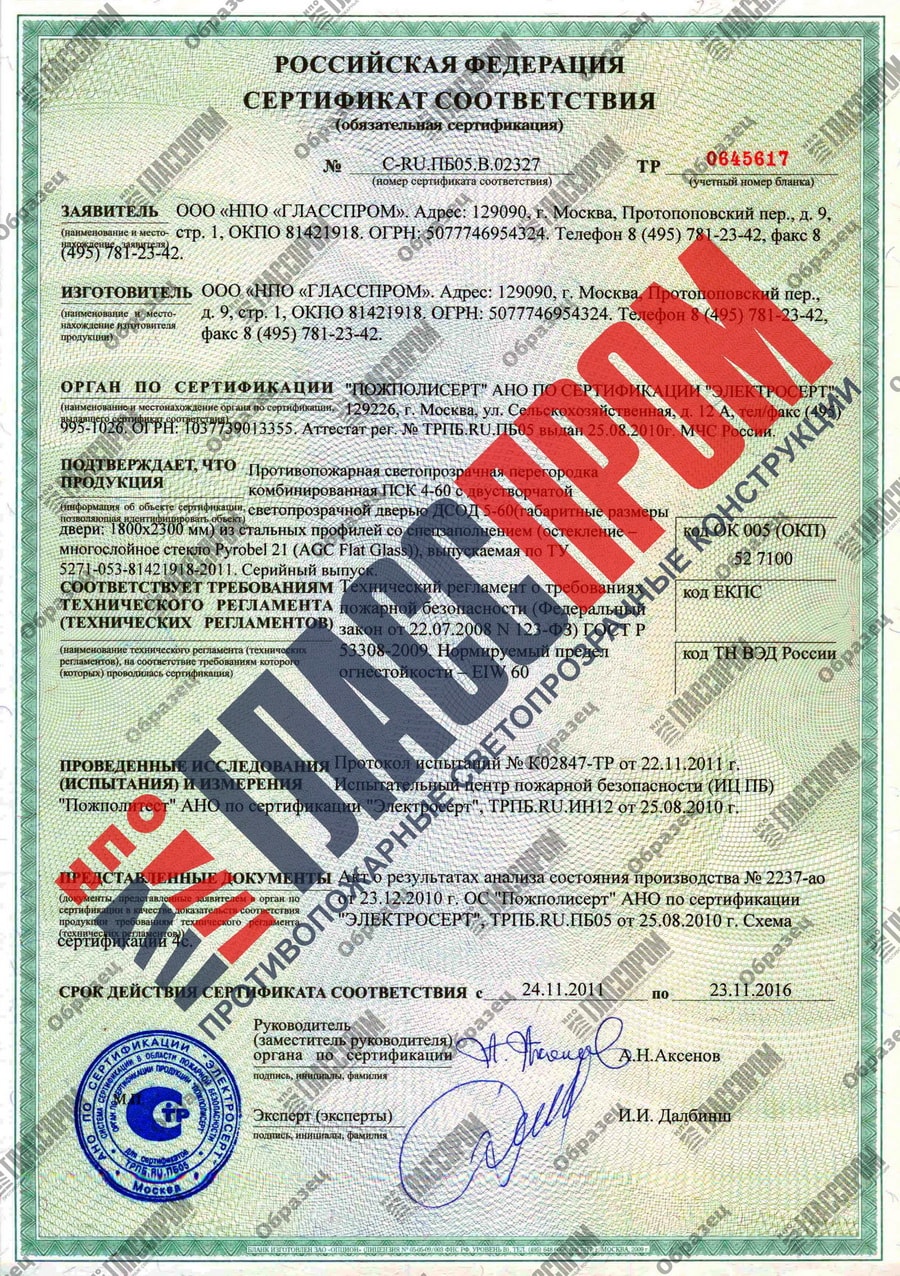 РОССИЙСКАЯ ФЕДЕРАЦИЯ
СЕРТИФИКАТ СООТВЕТСТВИЯ
(обязательная сертификация)
№ С-RU.ПБ05.В.02327 ТР 0645617
(номер сертификата соответствия) (учетный номер бланка)
ЗАЯВИТЕЛЬ ООО «НПО «ГЛАССПРОМ». Адрес: 129090, г. Москва, Протопоповский пер., д. 9,
(наименование и место- стр. 1, ОКПО 81421918. ОГРН: 5077746954324. Телефон 8 (495) 781-23-42, факс 8
нахождение заявителя)
(495) 781-23-42.
ИЗГОТОВИТЕЛЬ ООО «НПО «ГЛАССПРОМ». Адрес: 129090, г. Москва, Протопоповский пер.,
(наименование и место- д. 9, стр. 1, ОКПО 81421918. ОГРН: 5077746954324. Телефон 8 (495) 781-23-42,
нахождение изготовителя факс 8 (495) 781-23-42.
продукции)
ОРГАН ПО СЕРТИФИКАЦИИ "ПОЖПОЛИСЕРТ" АНО ПО СЕРТИФИКАЦИИ "ЭЛЕКТРОСЕРТ"
(наименование и местонахождение органа по сертификации, 129226, г. Москва, ул. Сельскохозяйственная, д. 12 А, тел/факс (495)
выдавшего сертификат соответствия)
995-1026. ОГРН: 1037739013355. Аттестат рег. № ТРПБ.RU.ПБ05 выдан 25.08.2010г. МЧС России.
ПОДТВЕРЖДАЕТ, ЧТО Противопожарная светопрозрачная перегородка
ПРОДУКЦИЯ комбинированная ПСК 4-60 с двустворчатой
(информация об объекте сертификации, светопрозрачной дверью ДСОД 5-60(габаритные размеры
позволяющая идентифицировать объект)
двери: 1800х2300 мм) из стальных профилей со спецзаполнением (остекление –
многослойное стекло Pyrobel 21 (AGC Flat Glass)), выпускаемая по ТУ
5271-053-81421918-2011. Серийный выпуск.
код ОК 005 (ОКП)
52 7100
код ЕКПС
код ТН ВЭД России
СООТВЕТСТВУЕТ ТРЕБОВАНИЯМ Технический регламент о требованиях
ТЕХНИЧЕСКОГО РЕГЛАМЕНТА пожарной безопасности (Федеральный
(ТЕХНИЧЕСКИХ РЕГЛАМЕНТОВ) закон от 22.07.2008 N 123-ФЗ) ГОСТ Р
(наименование технического регламента (технических 53308-2009. Нормируемый предел
регламентов), на соответствие требованиям которого огнестойкости – EIW 60
(которых) проводилась сертификация)
ПРОВЕДЕННЫЕ ИССЛЕДОВАНИЯ Протокол испытаний № К02847-ТР от 22.11.2011 г.
(ИСПЫТАНИЯ) И ИЗМЕРЕНИЯ Испытательный центр пожарной безопасности (ИЦ ПБ)
"Пожполитест" АНО по сертификации "Электросерт", ТРПБ.RU.ИН12 от 25.08.2010 г.
ПРЕДСТАВЛЕННЫЕ ДОКУМЕНТЫ Акт о результатах анализа состояния производства № 2237-ао
(документы, представленные заявителем в орган по от 23.12.2010 г. ОС "Пожполисерт" АНО по сертификации
сертификации в качестве доказательств соответствия "ЭЛЕКТРОСЕРТ", ТРПБ.RU.ПБ05 от 25.08.2010 г. Схема
продукции требованиям технического регламента
(технических регламентов))
сертификации 4с.
СРОК ДЕЙСТВИЯ СЕРТИФИКАТА СООТВЕТСТВИЯ с 24.11.2011 по 23.11.2016
Руководитель
(заместитель руководителя)
органа по сертификации А.Н.Аксенов
подпись, инициалы, фамилия
М.П.
Эксперт (эксперты) И.И. Далбинш
подпись, инициалы, фамилия
АНО ПО СЕРТИФИКАЦИИ "ЭЛЕКТРОСЕРТ"
СИСТЕМА СЕРТИФИКАЦИИ В ОБЛАСТИ ПОЖАРНОЙ БЕЗОПАСНОСТИ
Для сертификатов
ТРПБ.RU.ПБ05
Москва
НПО ГЛАССПРОМ
ПРОТИВОПОЖАРНЫЕ СВЕТОПРОЗРАЧНЫЕ КОНСТРУКЦИИ
Образец